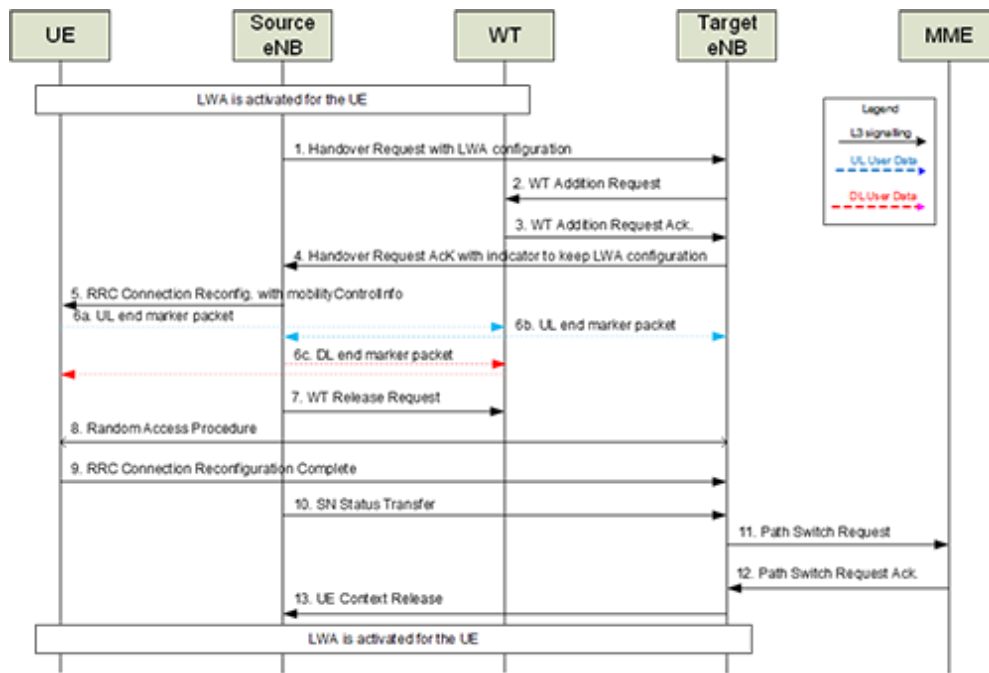 UE
Source
eNB
WT
Target
eNB
MME
LWA is activated for the UE
Legend
L3 signalling
UL User Data
DL User Data
1. Handover Request with LWA configuration
2. WT Addition Request
3. WT Addition Request Ack.
4. Handover Request AcK with indicator to keep LWA configuration
5. RRC Connection Reconfig. with mobilityControlInfo
6a. UL end marker packet
6b. UL end marker packet
6c. DL end marker packet
7. WT Release Request
8. Random Access Procedure
9. RRC Connection Reconfiguration Complete
10. SN Status Transfer
11. Path Switch Request
12. Path Switch Request Ack.
13. UE Context Release
LWA is activated for the UE